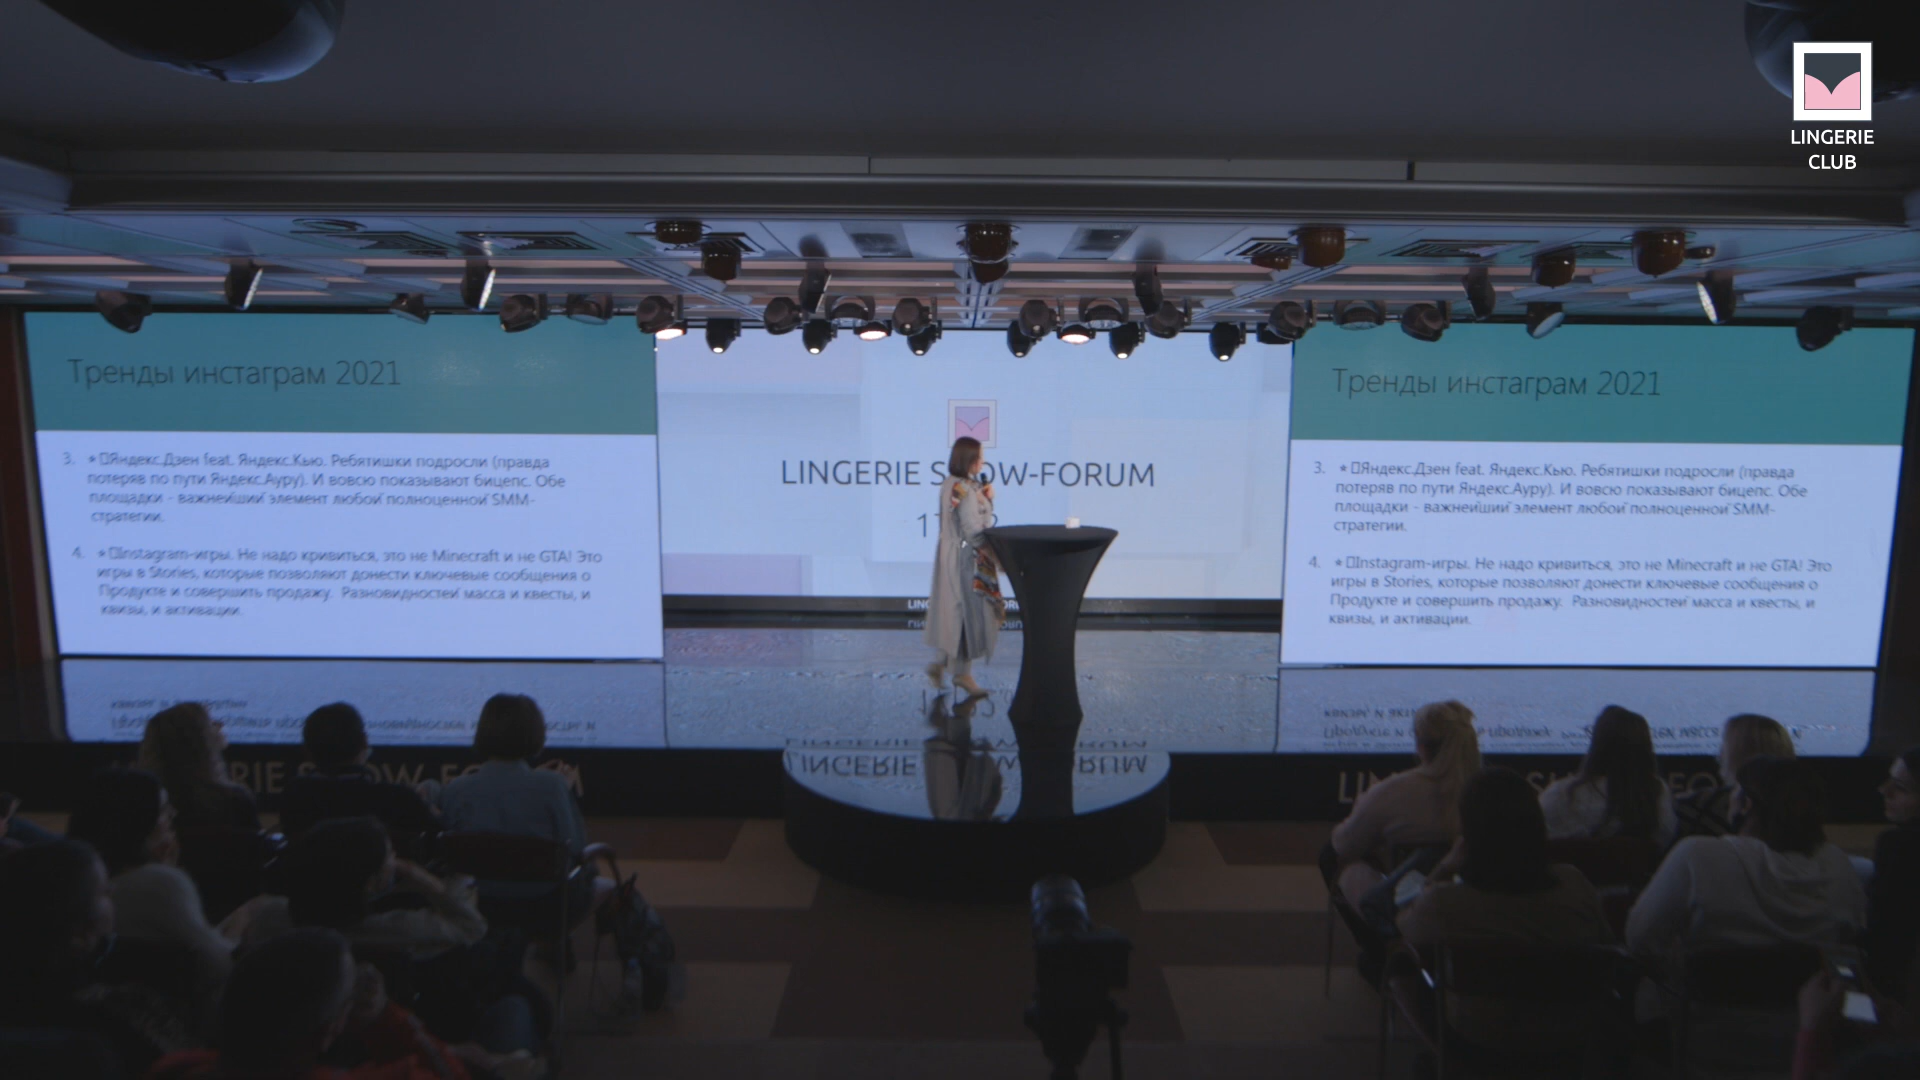 LINGERIE
CLUB
Тренды инстаграм 2021
3. * Яндекс.Дзен feat. Яндекс.Кью. Ребятишки подросли (правда
потеряв по пути Яндекс.Ауру). И вовсю показывают бицепс. Обе
площадки - важнейший элемент любой полноценной SMM-
стратегии.
4. * Instagram-игры. Не надо кривиться, это не Minecraft и не GTA! Это
игры в Stories, которые позволяют донести ключевые сообщения о
Продукте и совершить продажу. Разновидностей масса и квесты, и
квизы, и активации.
LINGERIE SHOW-FORUM
Тренды инстаграм 2021
3. * Яндекс.Дзен feat. Яндекс.Кью. Ребятишки подросли (правда
потеряв по пути Яндекс.Ауру). И вовсю показывают бицепс. Обе
площадки - важнейший элемент любой полноценной SMM-
стратегии.
4. * Instagram-игры. Не надо кривиться, это не Minecraft и не GTA! Это
игры в Stories, которые позволяют донести ключевые сообщения о
Продукте и совершить продажу. Разновидностей масса и квесты, и
квизы, и активации.